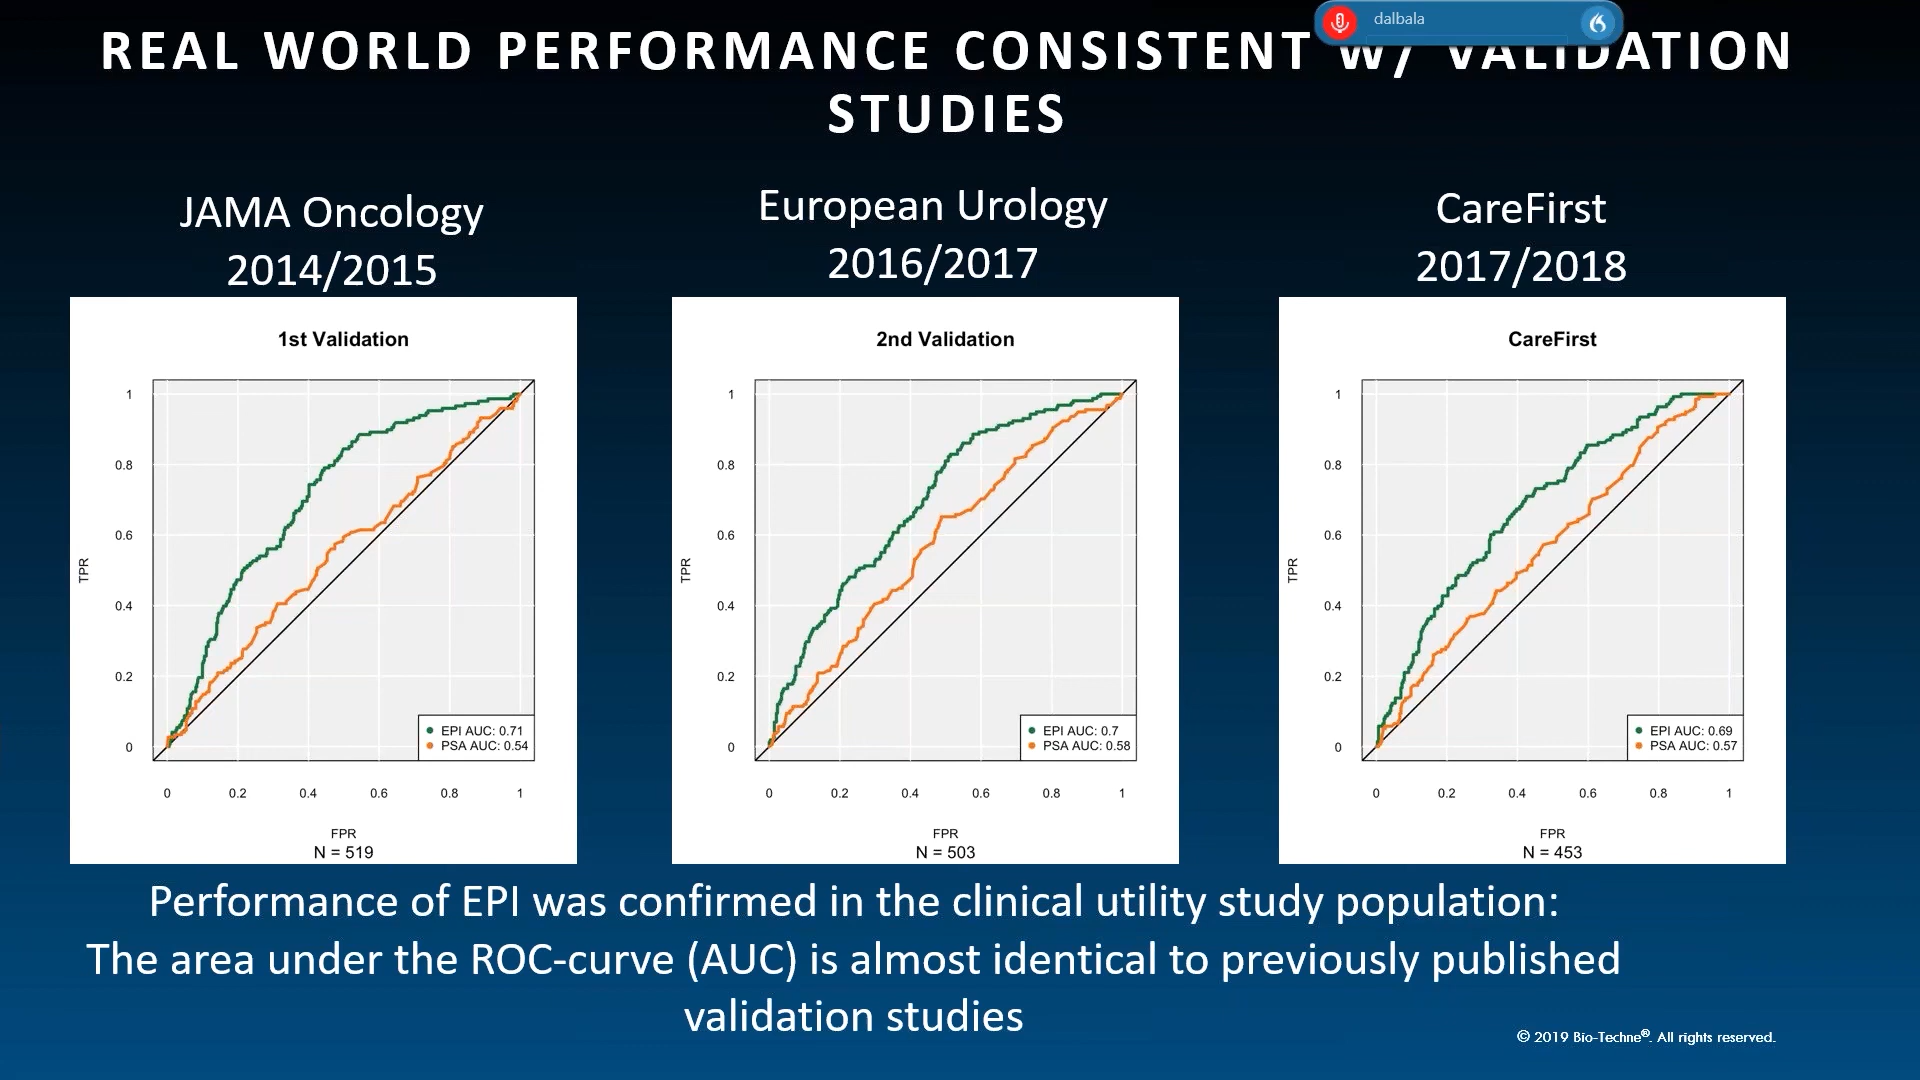 dalbala
REAL WORLD PERFORMANCE CONSISTENT W/ VALIDATION
STUDIES
JAMA Oncology
2014/2015
1st Validation
1
0.8
0.6
0.4
0.2
0
TPR
EPI AUC: 0.71
PSA AUC: 0.54
0 0.2 0.4 0.6 0.8 1
FPR
N = 519
European Urology
2016/2017
2nd Validation
1
0.8
0.6
0.4
0.2
0
TPR
EPI AUC: 0.7
PSA AUC: 0.58
0 0.2 0.4 0.6 0.8 1
FPR
N = 503
CareFirst
2017/2018
CareFirst
1
0.8
0.6
0.4
0.2
0
TPR
EPI AUC: 0.69
PSA AUC: 0.57
0 0.2 0.4 0.6 0.8 1
FPR
N = 453
Performance of EPI was confirmed in the clinical utility study population:
The area under the ROC-curve (AUC) is almost identical to previously published
validation studies
© 2019 Bio-Techne®. All rights reserved.